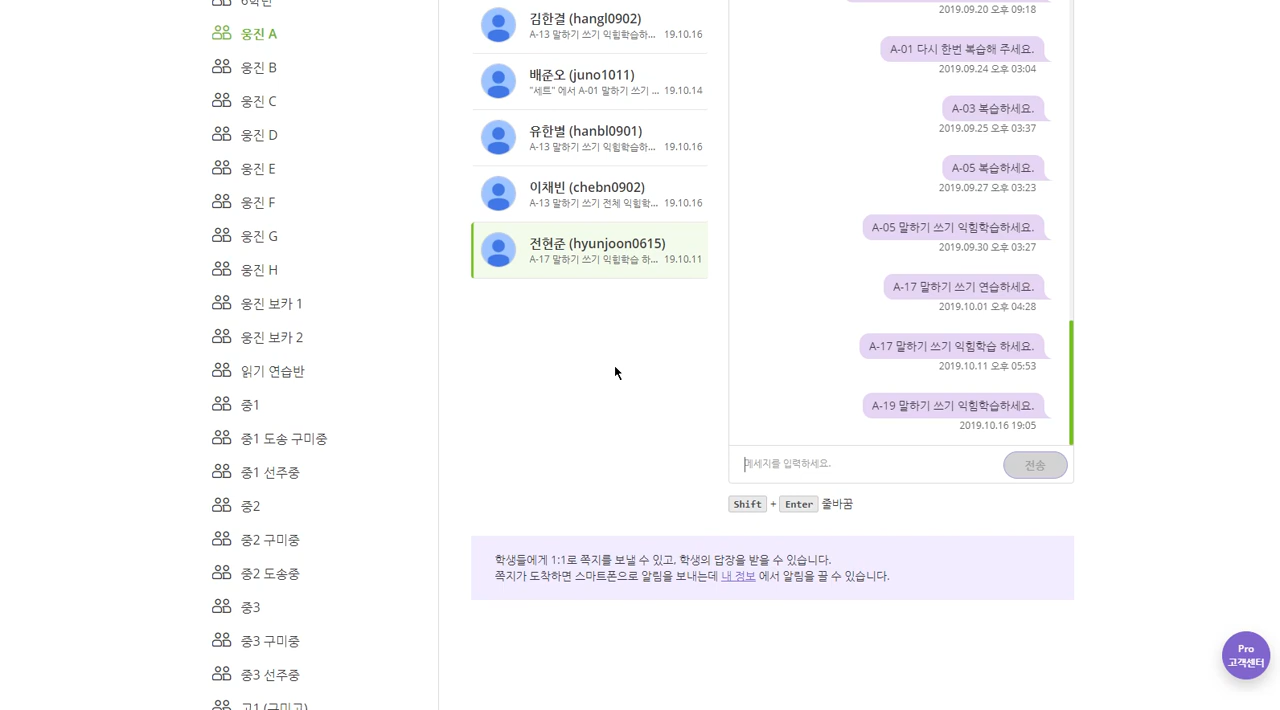 6학년
웅진 A
웅진 B
웅진 C
웅진 D
웅진 E
웅진 F
웅진 G
웅진 H
웅진 보카 1
웅진 보카 2
읽기 연습반
중1
중1 도송 구미중
중1 선주중
중2
중2 구미중
중2 도송중
중3
중3 구미중
중3 선주중
고1 (구미고)
김한결 (hangl0902)
A-13 말하기 쓰기 익힘학습하... 19.10.16
배준오 (juno1011)
"세트" 에서 A-01 말하기 쓰기 ... 19.10.14
유한별 (hanbl0901)
A-13 말하기 쓰기 익힘학습하... 19.10.16
이채빈 (chebn0902)
A-13 말하기 쓰기 전체 익힘학... 19.10.16
전현준 (hyunjoon0615)
A-17 말하기 쓰기 익힘학습 하... 19.10.11
2019.09.20 오후 09:18
A-01 다시 한번 복습해 주세요.
2019.09.24 오후 03:04
A-03 복습하세요.
2019.09.25 오후 03:37
A-05 복습하세요.
2019.09.27 오후 03:23
A-05 말하기 쓰기 익힘학습하세요.
2019.09.30 오후 03:27
A-17 말하기 쓰기 연습하세요.
2019.10.01 오후 04:28
A-17 말하기 쓰기 익힘학습 하세요.
2019.10.11 오후 05:53
A-19 말하기 쓰기 익힘학습하세요.
2019.10.16 19:05
메세지를 입력하세요.
전송
Shift + Enter 줄바꿈
학생들에게 1:1로 쪽지를 보낼 수 있고, 학생의 답장을 받을 수 있습니다.
쪽지가 도착하면 스마트폰으로 알림을 보내는데 내 정보 에서 알림을 끌 수 있습니다.
Pro
고객센터